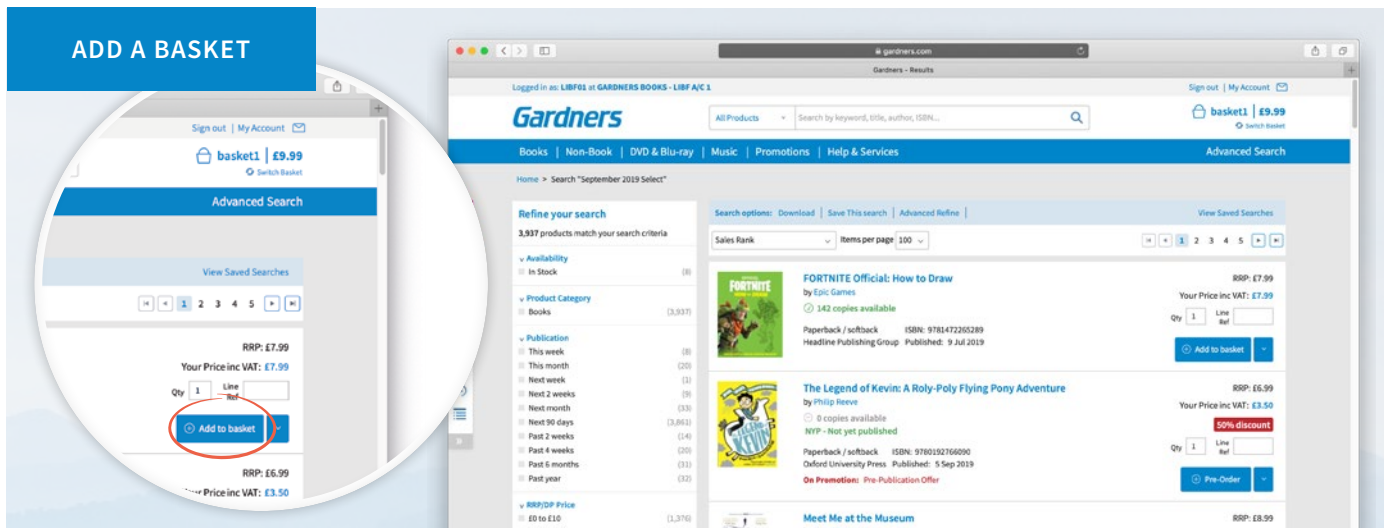 ADD A BASKET
Sign out | My Account
basket1 | £9.99
Switch Basket
Advanced Search
View Saved Searches
1 2 3 4 5
RRP: £7.99
Your Price inc VAT: £7.99
Qty 1 Line Ref
Add to basket
RRP: £6.99
Your Price inc VAT: £3.50
gardners.com
Gardners - Results
Logged in as: LIBF01 at GARDNERS BOOKS - LIBF A/C 1
Sign out | My Account
Gardners
All Products
Search by keyword, title, author, ISBN...
basket1 | £9.99
Switch Basket
Books | Non-Book | DVD & Blu-ray | Music | Promotions | Help & Services
Advanced Search
Home > Search "September 2019 Select"
Refine your search
3,937 products match your search criteria
Availability
In Stock (8)
Product Category
Books (3,937)
Publication
This week (8)
This month (20)
Next week (1)
Next 2 weeks (9)
Next month (33)
Next 90 days (3,861)
Past 2 weeks (14)
Past 4 weeks (20)
Past 6 months (31)
Past year (32)
RRP/DP Price
£0 to £10 (1,376)
Search options: Download | Save This search | Advanced Refine |
View Saved Searches
Sales Rank
Items per page 100
1 2 3 4 5
FORTNITE
FORTNITE Official: How to Draw
by Epic Games
142 copies available
Paperback / softback ISBN: 9781472265289
Headline Publishing Group Published: 9 Jul 2019
RRP: £7.99
Your Price inc VAT: £7.99
Qty 1 Line Ref
Add to basket
LEGEND
KEVIN
The Legend of Kevin: A Roly-Poly Flying Pony Adventure
by Philip Reeve
0 copies available
NYP - Not yet published
Paperback / softback ISBN: 9780192766090
Oxford University Press Published: 5 Sep 2019
On Promotion: Pre-Publication Offer
RRP: £6.99
Your Price inc VAT: £3.50
50% discount
Qty 1 Line Ref
Pre-Order
Meet Me at the Museum
RRP: £8.99